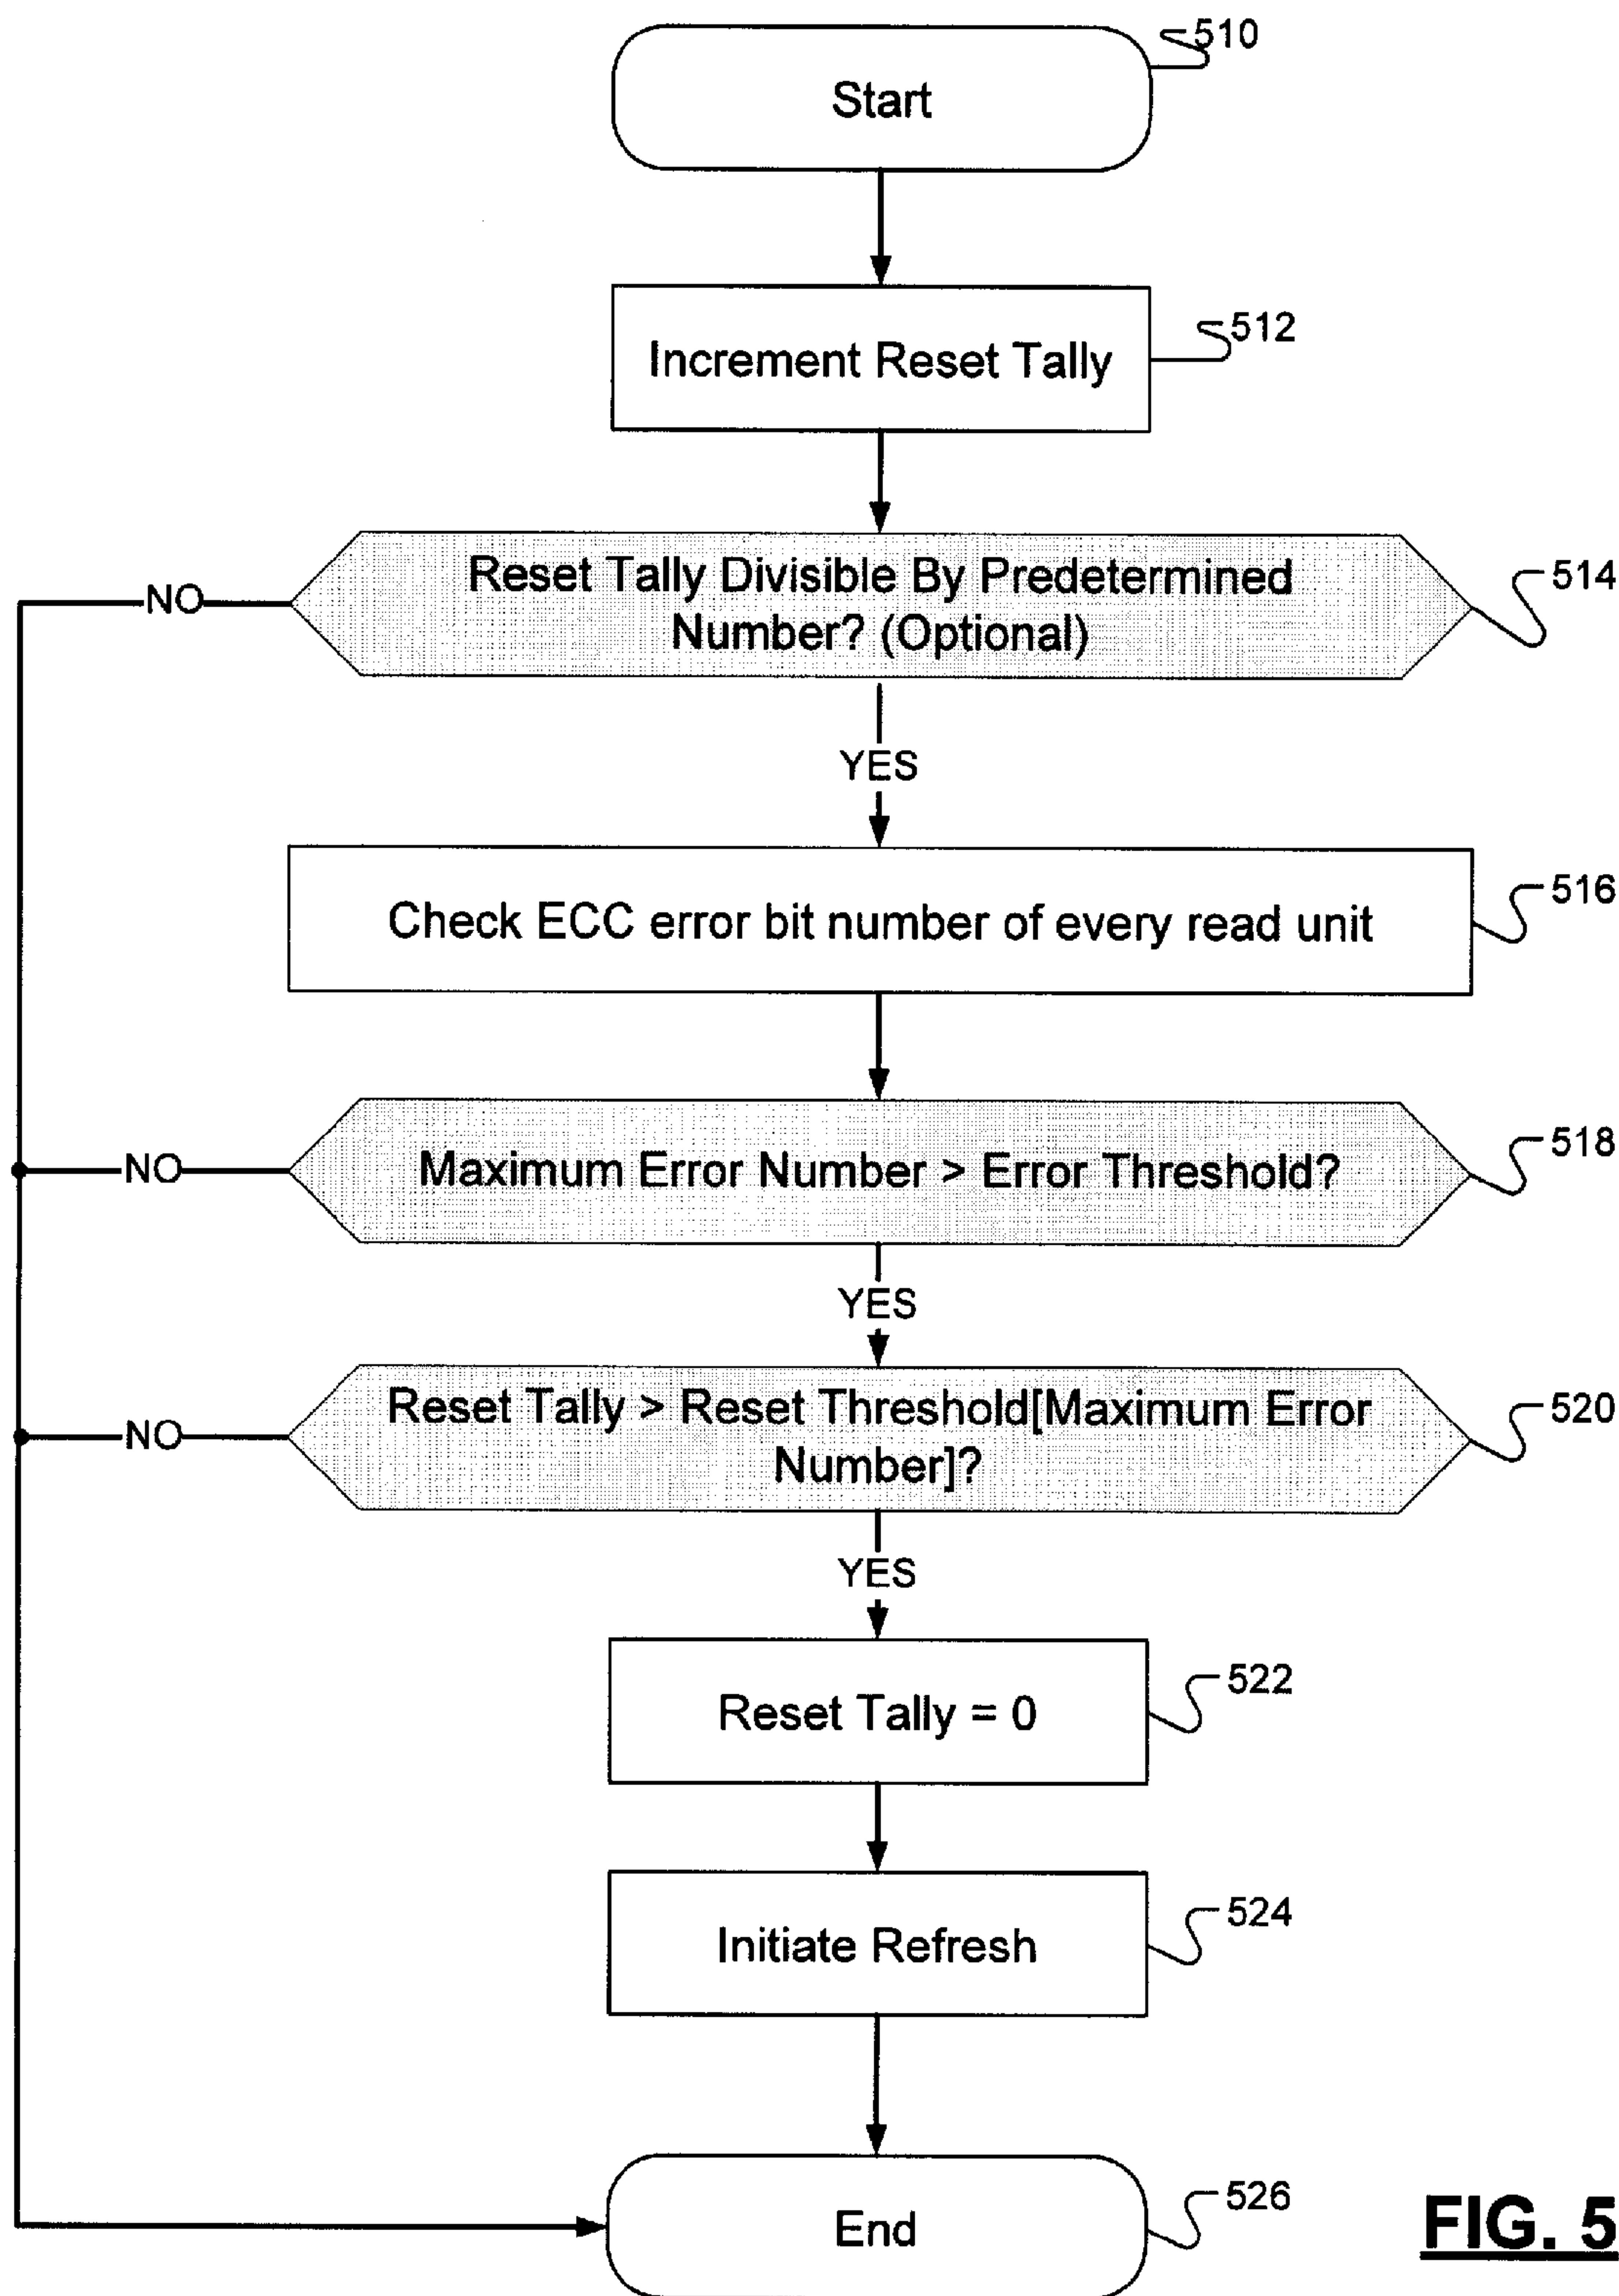 510
Start
512
Increment Reset Tally
Reset Tally Divisible By Predetermined
Number? (Optional)
514
NO
YES
516
Check ECC error bit number of every read unit
518
Maximum Error Number > Error Threshold?
NO
YES
Reset Tally > Reset Threshold[Maximum Error
Number]?
520
NO
YES
522
Reset Tally = 0
524
Initiate Refresh
526
End
FIG. 5